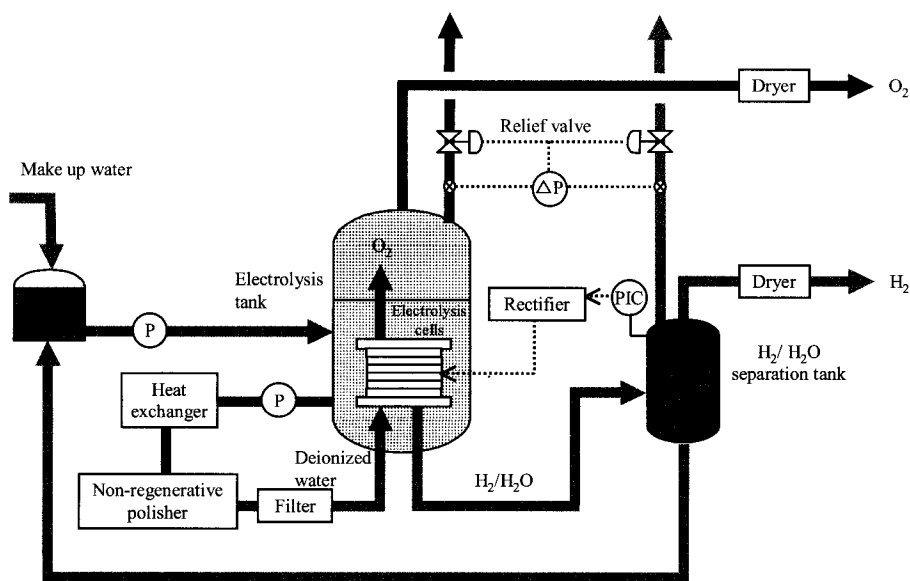 Dryer
O2
Relief valve
Make up water
ΔP
O2
Electrolysis
tank
Dryer
H2
Rectifier
PIC
Electrolysis
cells
P
H2/ H2O
separation tank
Heat
exchanger
P
Deionized
water
H2/H2O
Non-regenerative
polisher
Filter